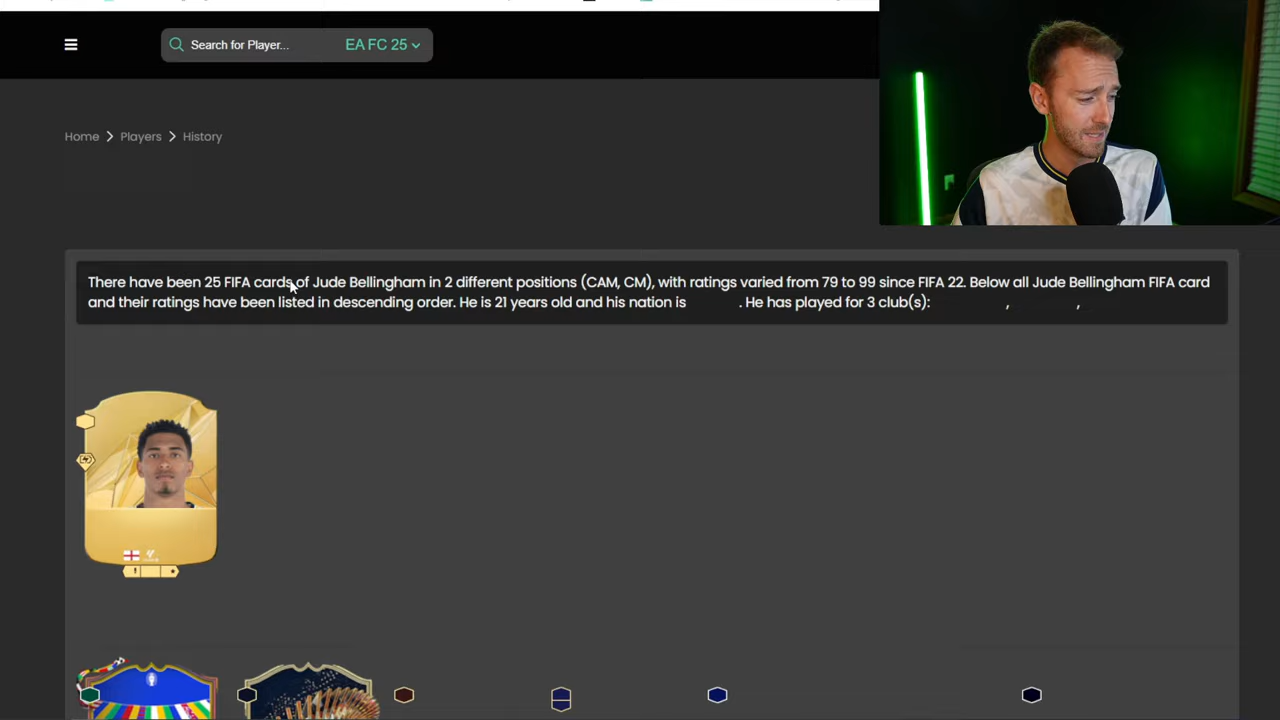 Search for Player...
EA FC 25
Home
Players
History
There have been 25 FIFA cards of Jude Bellingham in 2 different positions (CAM, CM), with ratings varied from 79 to 99 since FIFA 22. Below all Jude Bellingham FIFA card
and their ratings have been listed in descending order. He is 21 years old and his nation is . He has played for 3 club(s): , ,